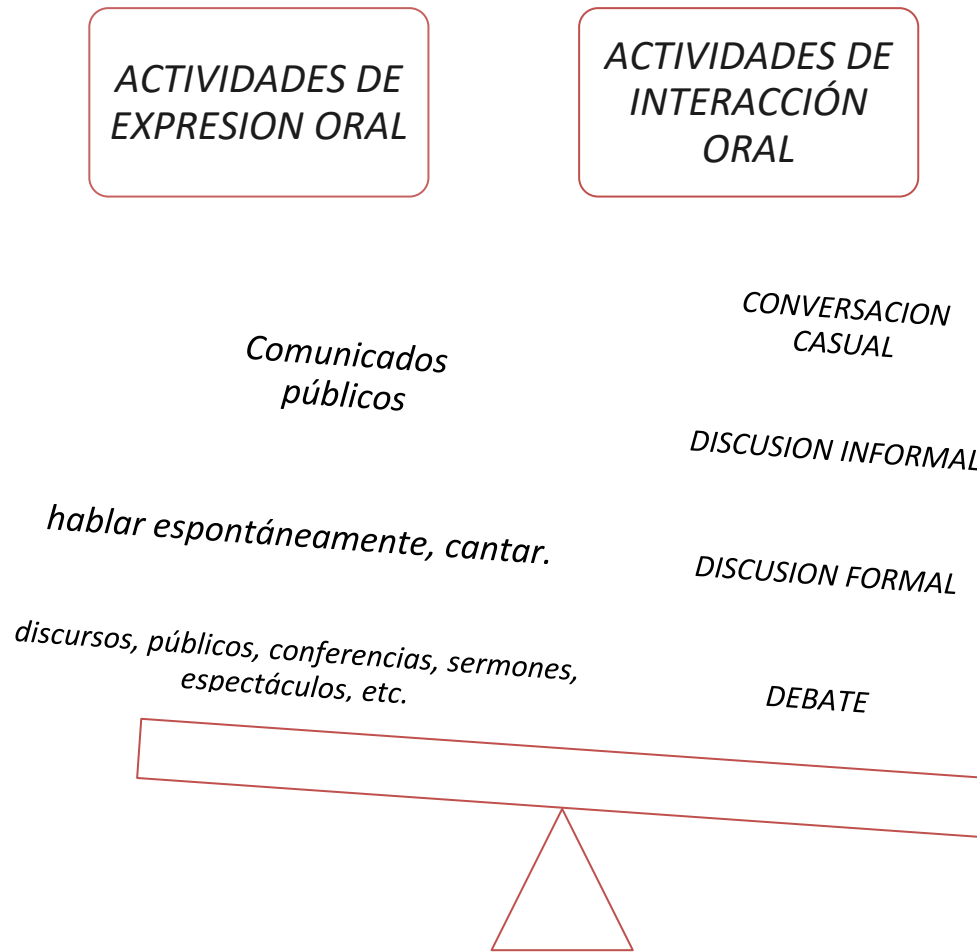 ACTIVIDADES DE
EXPRESION ORAL
ACTIVIDADES DE
INTERACCIÓN
ORAL
Comunicados
públicos
hablar espontáneamente, cantar.
discursos, públicos, conferencias, sermones,
espectáculos, etc.
CONVERSACION
CASUAL
DISCUSION INFORMAL
DISCUSION FORMAL
DEBATE